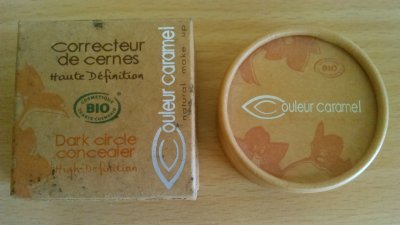 Correcteur
de cernes
Haute Définition
COSMETIQUE
BIO
Dark circle
concealer
High-Definition
Couleur caramel
natural make up
BIO
Couleur caramel